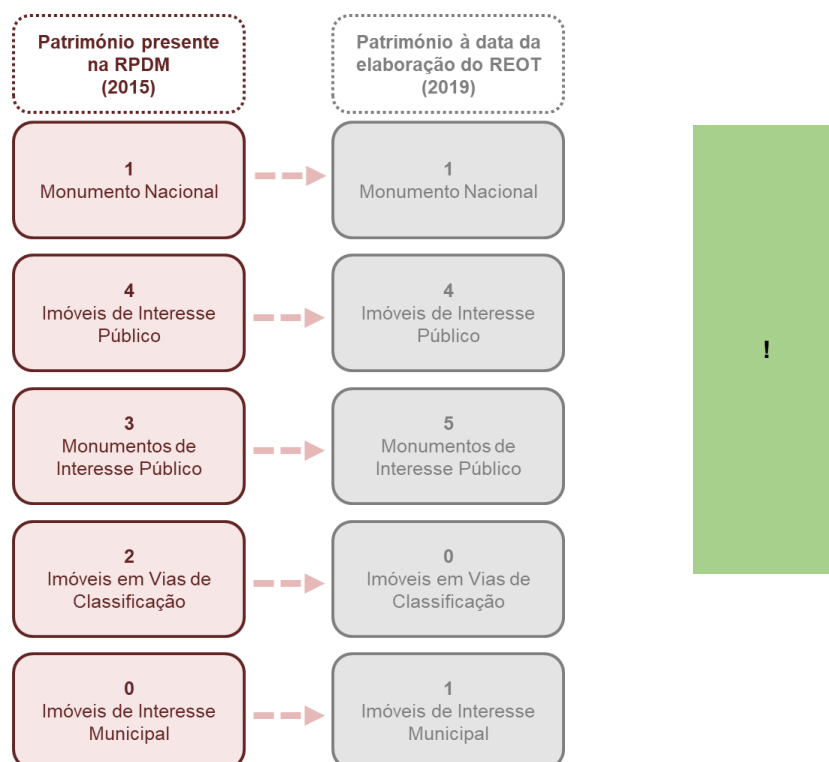 Património presente
na RPDM
(2015)
Património à data da
elaboração do REOT
(2019)
1
Monumento Nacional
1
Monumento Nacional
4
Imóveis de Interesse
Público
4
Imóveis de Interesse
Público
3
Monumentos de
Interesse Público
5
Monumentos de
Interesse Público
2
Imóveis em Vias de
Classificação
0
Imóveis em Vias de
Classificação
0
Imóveis de Interesse
Municipal
1
Imóveis de Interesse
Municipal
!